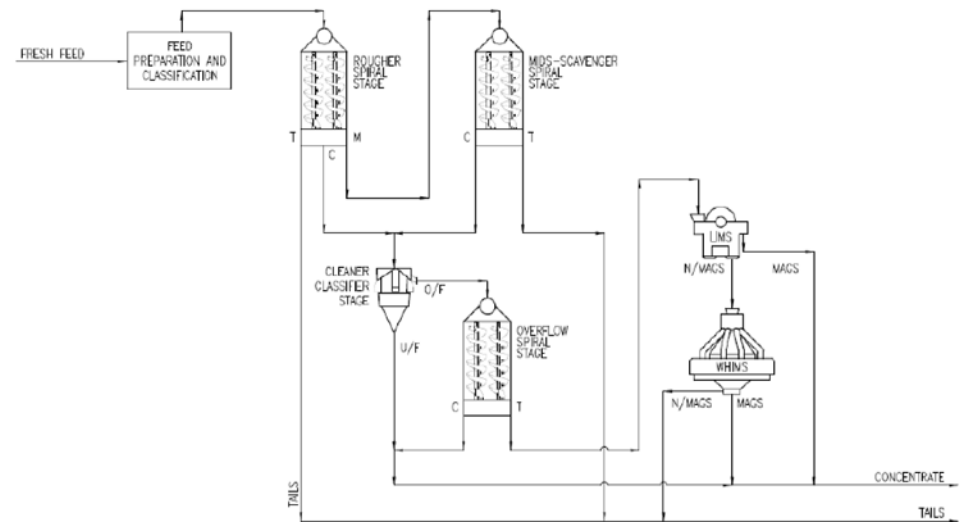 FRESH FEED
FEED
PREPARATION AND
CLASSIFICATION
ROUGHER
SPIRAL
STAGE
MIDS-SCAVENGER
SPIRAL
STAGE
T
M
C
C
T
LIMS
N/MAGS
MAGS
CLEANER
CLASSIFIER
STAGE
O/F
U/F
OVERFLOW
SPIRAL
STAGE
C
T
WHIMS
N/MAGS
MAGS
TAILS
CONCENTRATE
TAILS